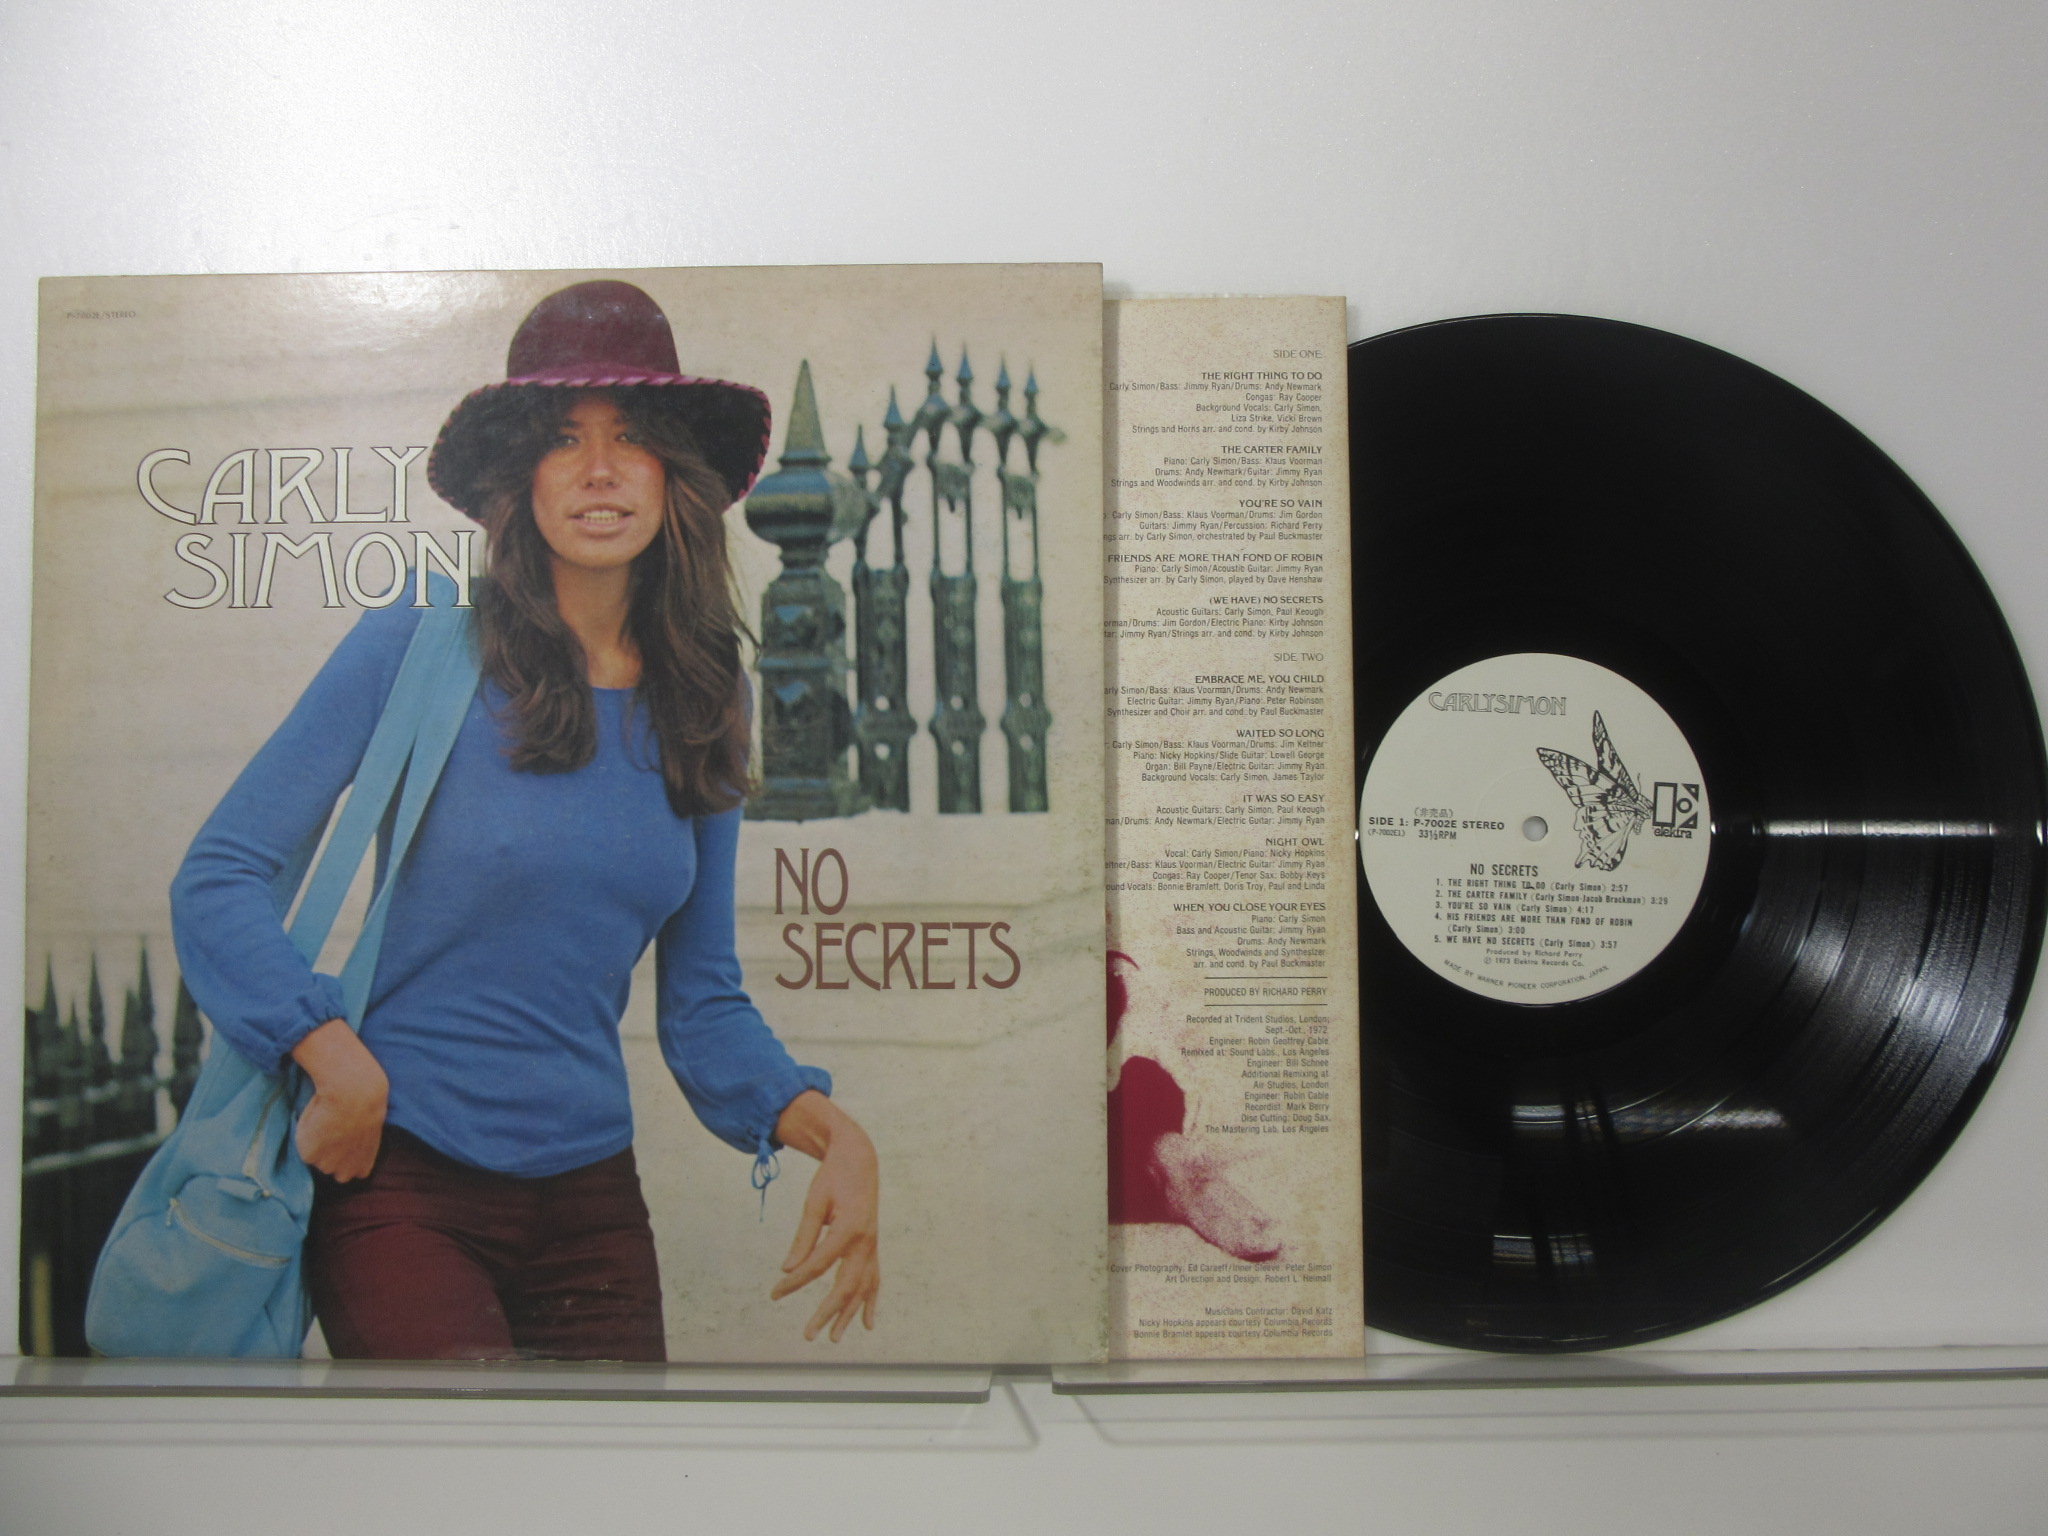 P-7002E/STEREO
CARLY
SIMON
NO
SECRETS
SIDE ONE
THE RIGHT THING TO DO
Carly Simon/Bass: Jimmy Ryan/Drums: Andy Newmark
Congas: Ray Cooper
Background Vocals: Carly Simon,
Liza Strike, Vicki Brown
Strings and Horns arr. and cond. by Kirby Johnson
THE CARTER FAMILY
Piano: Carly Simon/Bass: Klaus Voorman
Drums: Andy Newmark/Guitar: Jimmy Ryan
Strings and Woodwinds arr. and cond. by Kirby Johnson
YOU'RE SO VAIN
Carly Simon/Bass: Klaus Voorman/Drums: Jim Gordon
Guitars: Jimmy Ryan/Percussion: Richard Perry
arr. by Carly Simon, orchestrated by Paul Buckmaster
FRIENDS ARE MORE THAN FOND OF ROBIN
Piano: Carly Simon/Acoustic Guitar: Jimmy Ryan
Synthesizer arr. by Carly Simon, played by Dave Henshaw
(WE HAVE) NO SECRETS
Acoustic Guitars: Carly Simon, Paul Keough
/Drums: Jim Gordon/Electric Piano: Kirby Johnson
Jimmy Ryan/Strings arr. and cond. by Kirby Johnson
SIDE TWO
EMBRACE ME, YOU CHILD
Simon/Bass: Klaus Voorman/Drums: Andy Newmark
Electric Guitar: Jimmy Ryan/Piano: Peter Robinson
Synthesizer and Choir arr. and cond. by Paul Buckmaster
WAITED SO LONG
Carly Simon/Bass: Klaus Voorman/Drums: Jim Keltner
Piano: Nicky Hopkins/Slide Guitar: Lowell George
Organ: Bill Payne/Electric Guitar: Jimmy Ryan
Background Vocals: Carly Simon, James Taylor
IT WAS SO EASY
Acoustic Guitars: Carly Simon, Paul Keough
/Drums: Andy Newmark/Electric Guitar: Jimmy Ryan
NIGHT OWL
Vocal: Carly Simon/Piano: Nicky Hopkins
/Bass: Klaus Voorman/Electric Guitar: Jimmy Ryan
Congas: Ray Cooper/Tenor Sax: Bobby Keys
Vocals: Bonnie Bramlett, Doris Troy, Paul and Linda
WHEN YOU CLOSE YOUR EYES
Piano: Carly Simon
Bass and Acoustic Guitar: Jimmy Ryan
Drums: Andy Newmark
Strings, Woodwinds and Synthesizer
arr. and cond. by Paul Buckmaster
PRODUCED BY RICHARD PERRY
Recorded at Trident Studios, London,
Sept.-Oct., 1972
Engineer: Robin Geoffrey Cable
Remixed at: Sound Labs., Los Angeles
Engineer: Bill Schnee
Additional Remixing at
Air Studios, London
Engineer: Robin Cable
Recordist: Mark Berry
Disc Cutting: Doug Sax,
The Mastering Lab, Los Angeles
Cover Photography: Ed Caraeff/Inner Sleeve: Peter Simon
Art Direction and Design: Robert L. Heimall
Musicians Contractor: David Katz
Nicky Hopkins appears courtesy Columbia Records
Bonnie Bramlet appears courtesy Columbia Records
CARLY SIMON
elektra
(非売品)
SIDE 1: P-7002E STEREO
(P-7002E1) 33⅓RPM
NO SECRETS
1. THE RIGHT THING TO DO (Carly Simon) 2:57
2. THE CARTER FAMILY (Carly Simon-Jacob Brackman) 3:29
3. YOU'RE SO VAIN (Carly Simon) 4:17
4. HIS FRIENDS ARE MORE THAN FOND OF ROBIN
(Carly Simon) 3:00
5. WE HAVE NO SECRETS (Carly Simon) 3:57
Produced by Richard Perry
Ⓟ 1973 Elektra Records Co.
MADE BY WARNER PIONEER CORPORATION, JAPAN